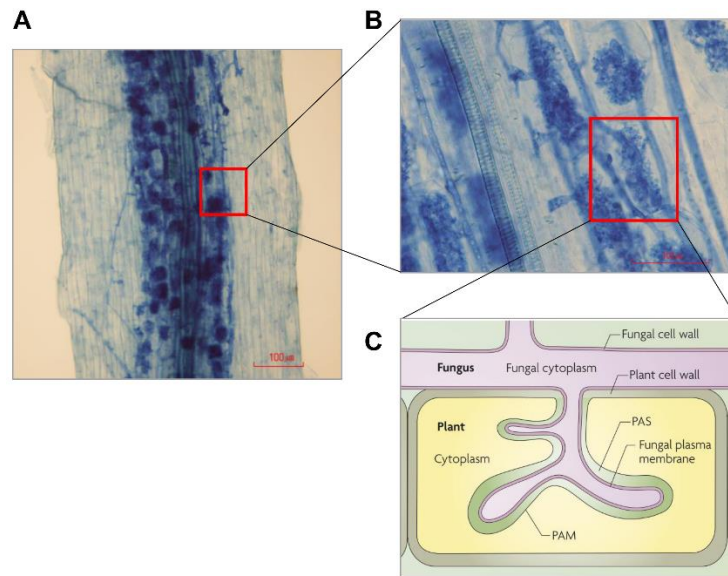 A
B
100 µm
C
Fungal cell wall
Fungus
Fungal cytoplasm
Plant cell wall
Plant
PAS
Cytoplasm
Fungal plasma
membrane
PAM